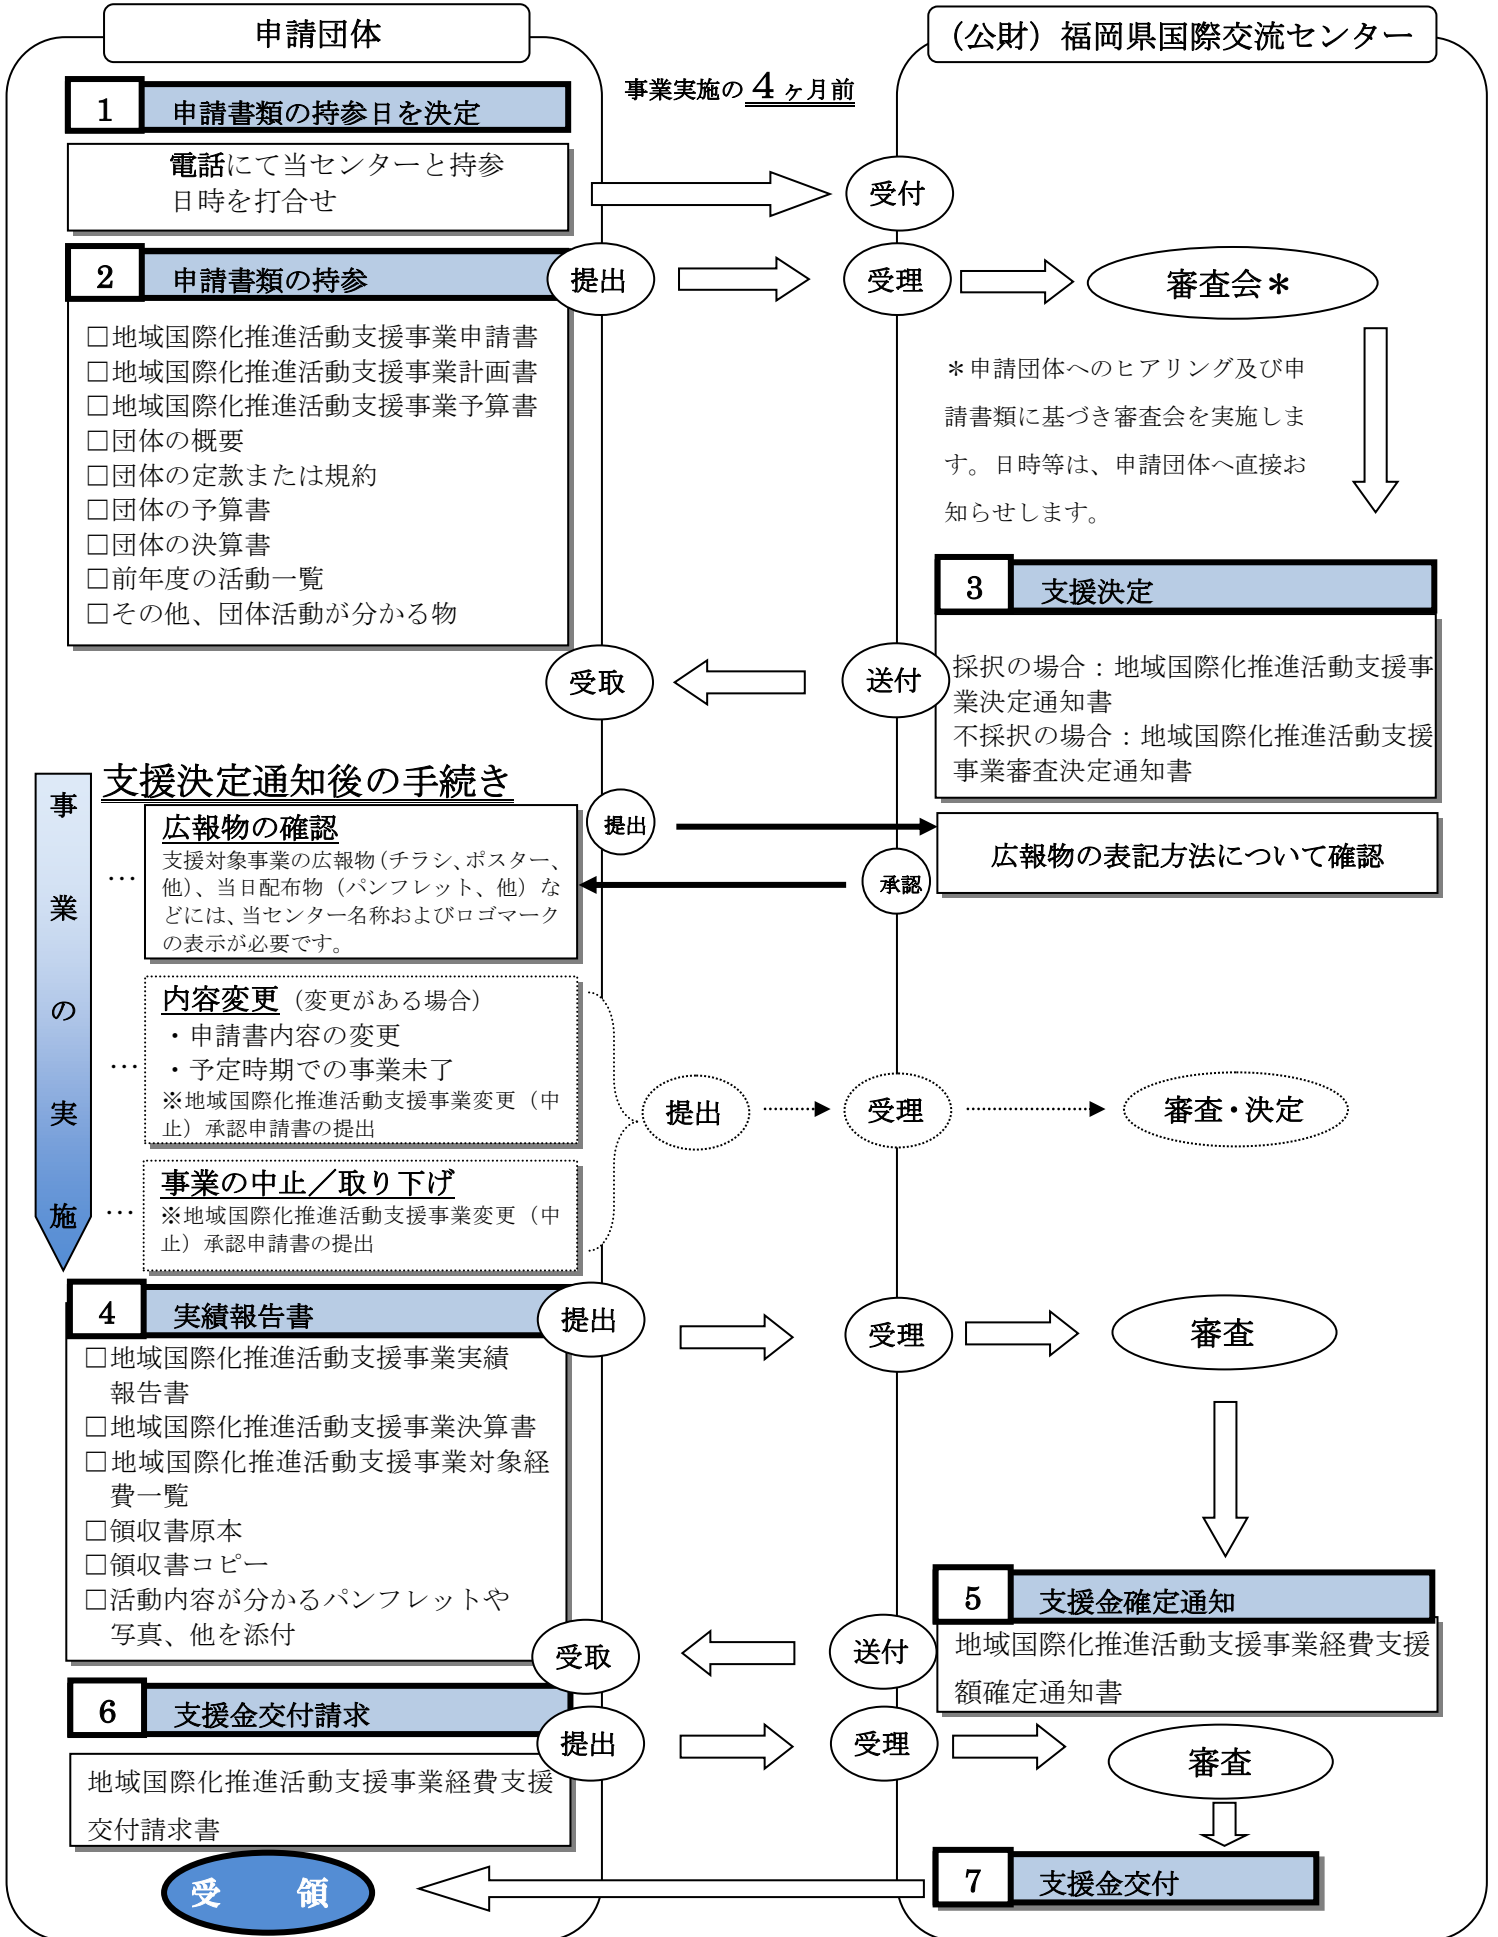 申請団体
（公財）福岡県国際交流センター
事業実施の４ヶ月前
1 申請書類の持参日を決定
電話にて当センターと持参
日時を打合せ
受付
2 申請書類の持参
提出
受理
審査会＊
□地域国際化推進活動支援事業申請書
□地域国際化推進活動支援事業計画書
□地域国際化推進活動支援事業予算書
□団体の概要
□団体の定款または規約
□団体の予算書
□団体の決算書
□前年度の活動一覧
□その他、団体活動が分かる物
＊申請団体へのヒアリング及び申
請書類に基づき審査会を実施しま
す。日時等は、申請団体へ直接お
知らせします。
3 支援決定
採択の場合：地域国際化推進活動支援事
業決定通知書
不採択の場合：地域国際化推進活動支援
事業審査決定通知書
送付
受取
事業の実施
支援決定通知後の手続き
…
広報物の確認
支援対象事業の広報物（チラシ、ポスター、
他）、当日配布物（パンフレット、他）な
どには、当センター名称およびロゴマーク
の表示が必要です。
提出
広報物の表記方法について確認
承認
…
内容変更（変更がある場合）
・申請書内容の変更
・予定時期での事業未了
※地域国際化推進活動支援事業変更（中
止）承認申請書の提出
提出
受理
審査・決定
…
事業の中止／取り下げ
※地域国際化推進活動支援事業変更（中
止）承認申請書の提出
4 実績報告書
提出
受理
審査
□地域国際化推進活動支援事業実績
報告書
□地域国際化推進活動支援事業決算書
□地域国際化推進活動支援事業対象経
費一覧
□領収書原本
□領収書コピー
□活動内容が分かるパンフレットや
写真、他を添付
5 支援金確定通知
地域国際化推進活動支援事業経費支援
額確定通知書
送付
受取
6 支援金交付請求
提出
受理
審査
地域国際化推進活動支援事業経費支援
交付請求書
7 支援金交付
受　領